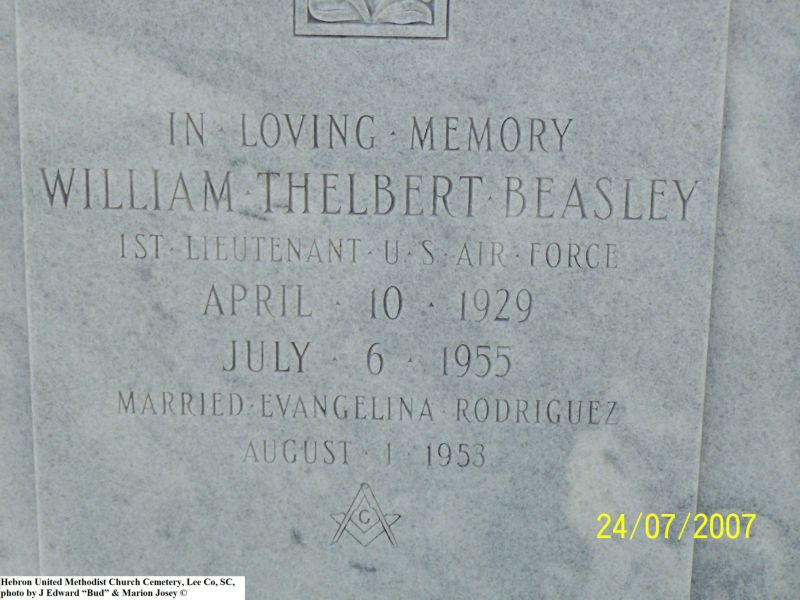 IN · LOVING · MEMORY
WILLIAM · THELBERT · BEASLEY
1ST · LIEUTENANT · U · S · AIR · FORCE
APRIL · 10 · 1929
JULY · 6 · 1955
MARRIED · EVANGELINA RODRIGUEZ
AUGUST · 1 1953
G
24/07/2007
Hebron United Methodist Church Cemetery, Lee Co, SC,
photo by J Edward “Bud” & Marion Josey ©